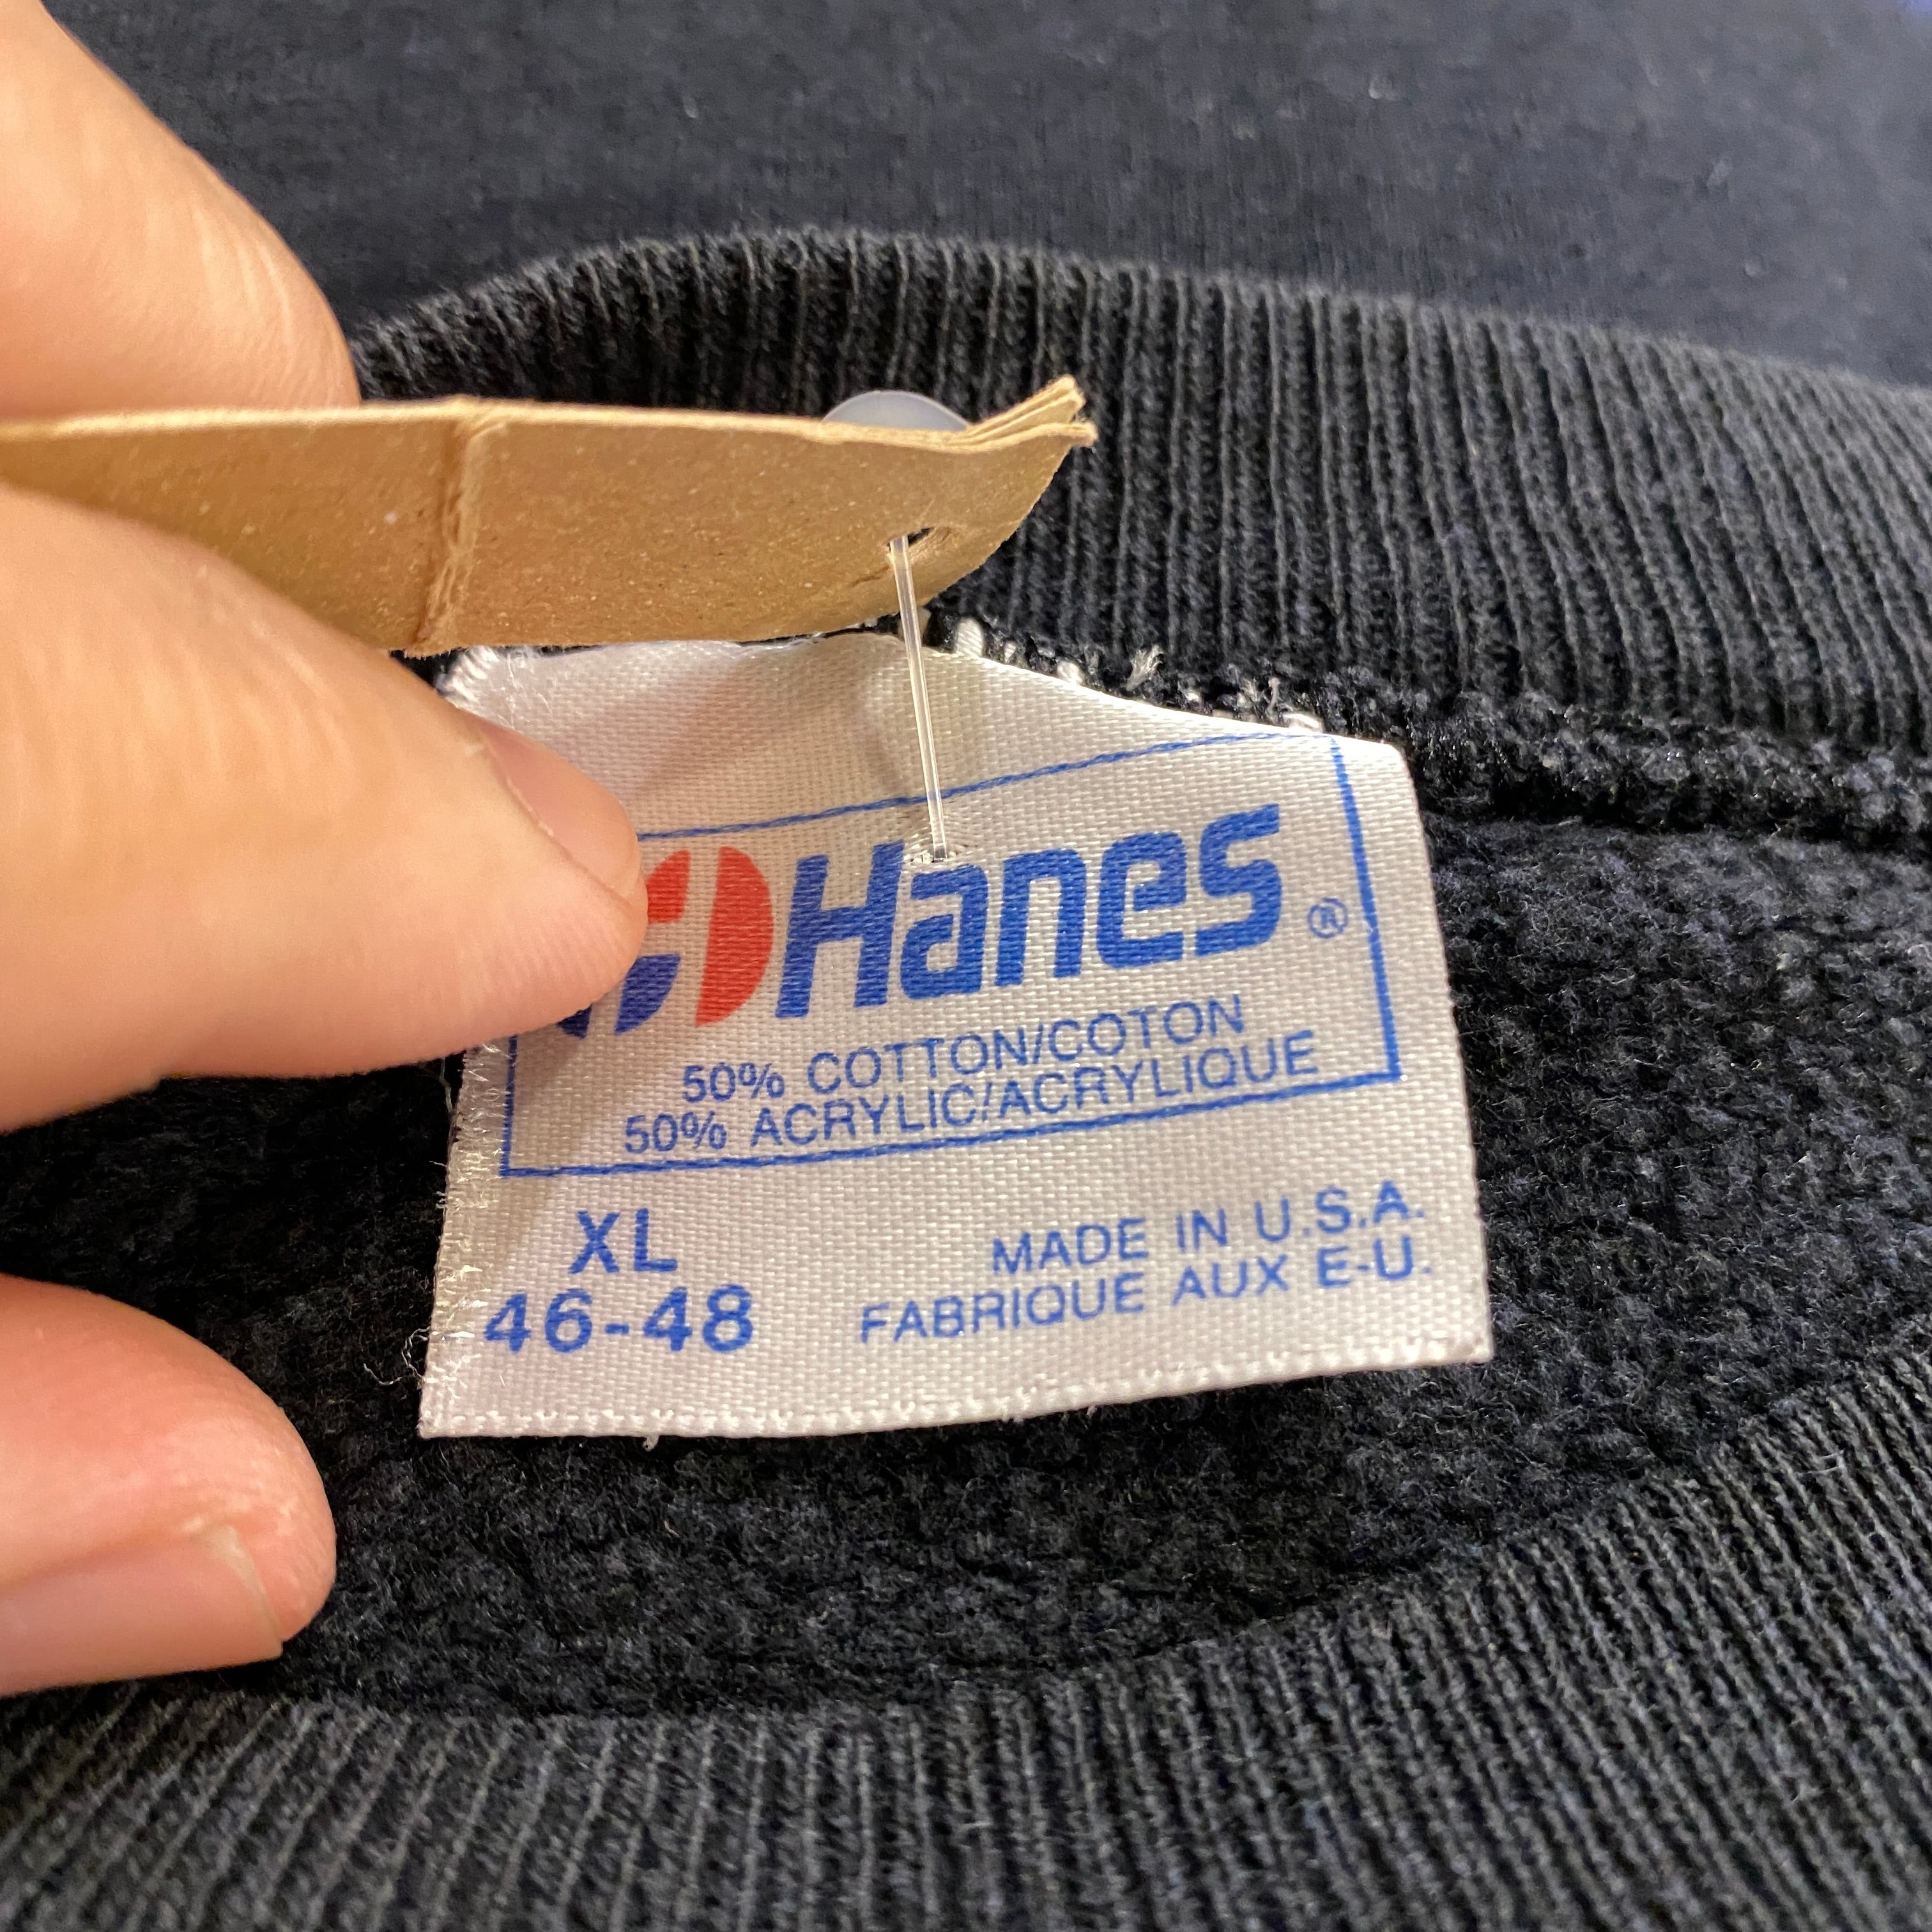 Hanes®
50% COTTON/COTON
50% ACRYLIC/ACRYLIQUE
XL
46-48
MADE IN U.S.A.
FABRIQUE AUX E-U.